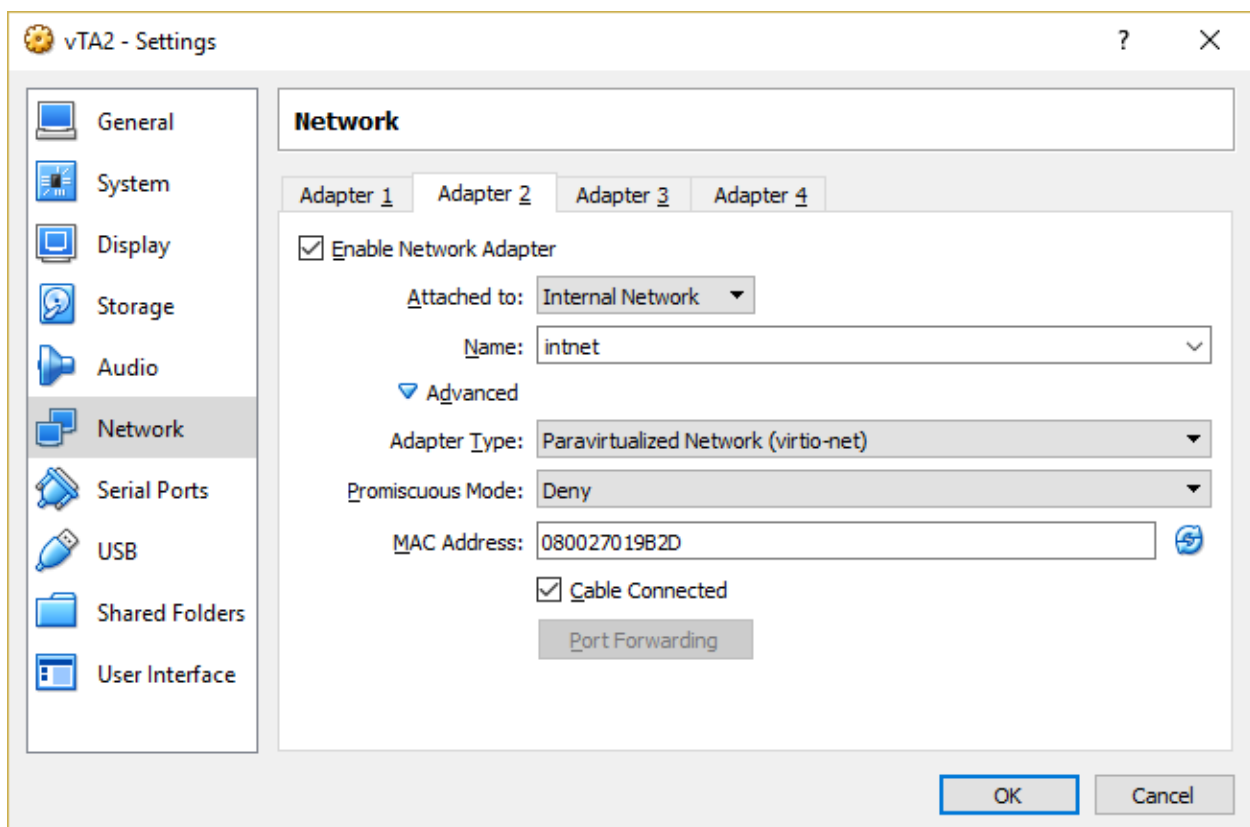 vTA2 - Settings
?
General
System
Display
Storage
Audio
Network
Serial Ports
USB
Shared Folders
User Interface
Network
Adapter 1 Adapter 2 Adapter 3 Adapter 4
Enable Network Adapter
Attached to: Internal Network
Name: intnet
Advanced
Adapter Type: Paravirtualized Network (virtio-net)
Promiscuous Mode: Deny
MAC Address: 080027019B2D
Cable Connected
Port Forwarding
OK Cancel